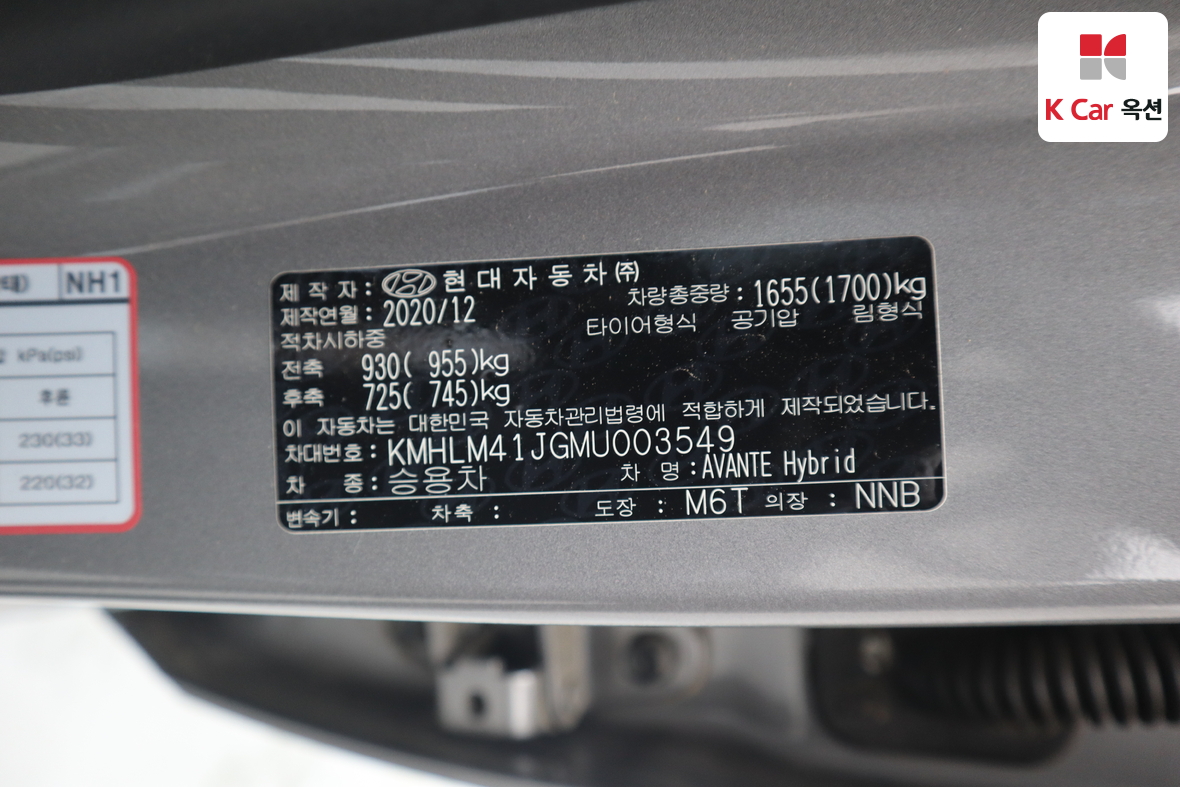 K Car 옥션
NH1
kPa(psi)
후륜
230(33)
220(32)
제 작 자 : 현대자동차㈜
차량총중량 : 1655(1700)kg
제작연월 : 2020/12
타이어형식 공기압 림형식
적차시하중
전축 930( 955)kg
후축 725( 745)kg
이 자동차는 대한민국 자동차관리법령에 적합하게 제작되었습니다.
차대번호 : KMHLM41JGMU003549
차 종 : 승용차 차 명 : AVANTE Hybrid
변속기 : 차축 : 도장 : M6T 의장 : NNB